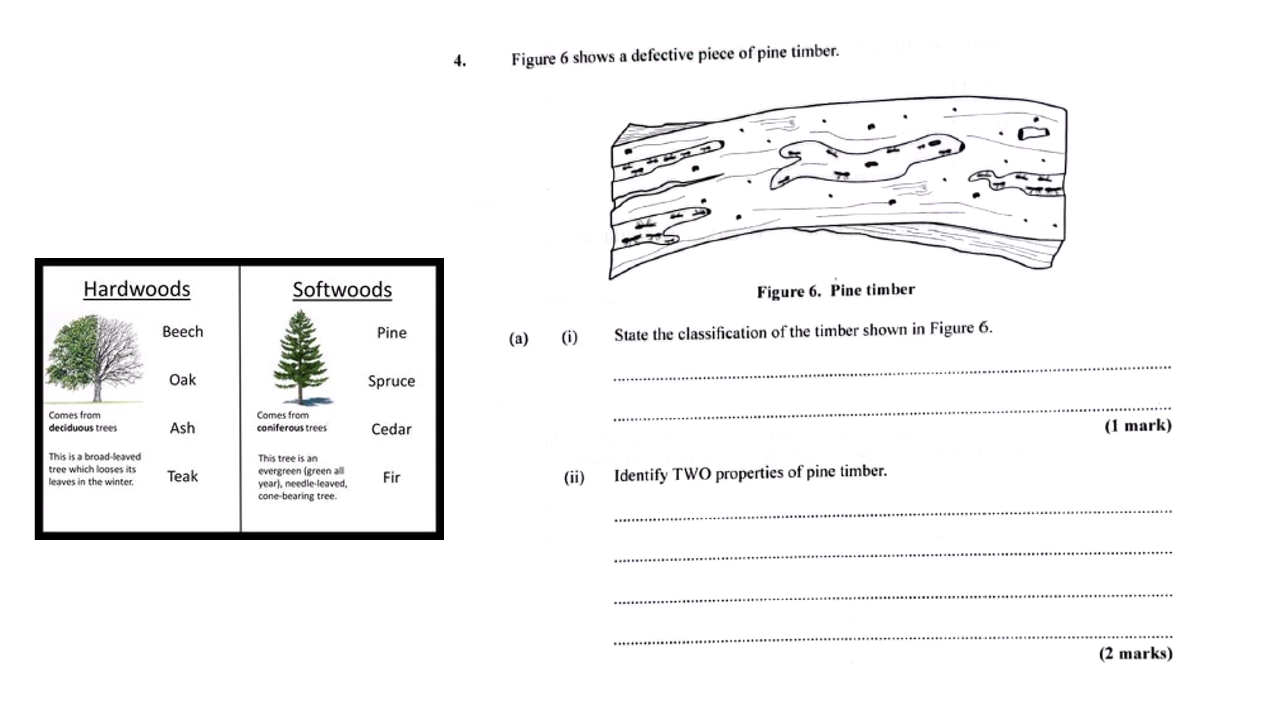 4. Figure 6 shows a defective piece of pine timber.
Figure 6. Pine timber
(a) (i) State the classification of the timber shown in Figure 6.
(1 mark)
(ii) Identify TWO properties of pine timber.
(2 marks)
Hardwoods
Beech
Oak
Comes from
deciduous trees
Ash
This is a broad-leaved
tree which looses its
leaves in the winter.
Teak
Softwoods
Pine
Spruce
Comes from
coniferous trees
Cedar
This tree is an
evergreen (green all
year), needle-leaved,
cone-bearing tree.
Fir